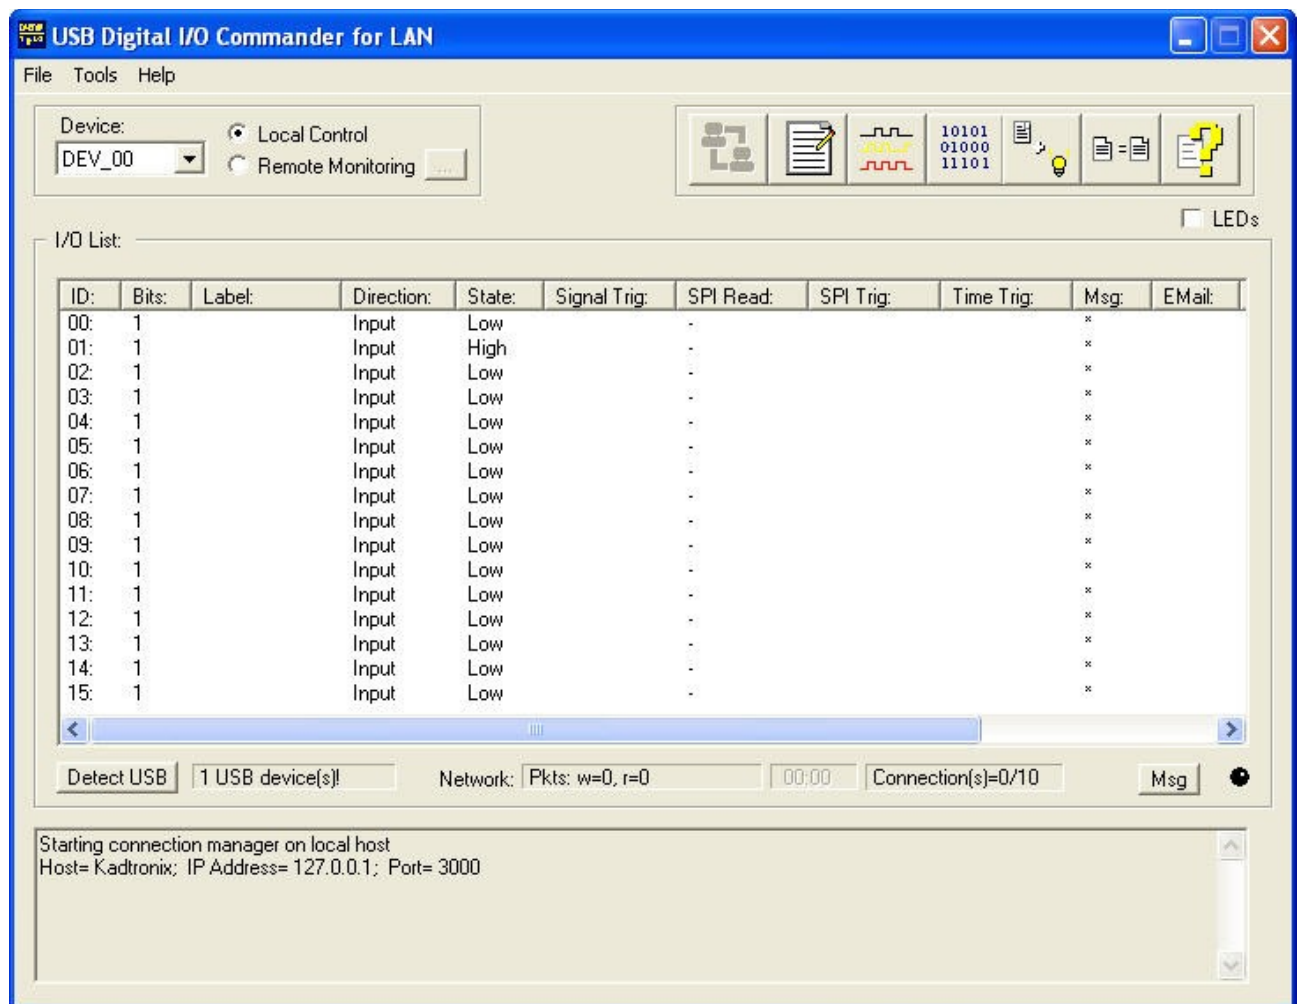 USB Digital I/O Commander for LAN
File Tools Help
Device:
DEV_00
Local Control
Remote Monitoring ...
10101
01000
11101
LEDs
I/O List:
ID: Bits: Label: Direction: State: Signal Trig: SPI Read: SPI Trig: Time Trig: Msg: EMail:
00: 1 Input Low - *
01: 1 Input High - *
02: 1 Input Low - *
03: 1 Input Low - *
04: 1 Input Low - *
05: 1 Input Low - *
06: 1 Input Low - *
07: 1 Input Low - *
08: 1 Input Low - *
09: 1 Input Low - *
10: 1 Input Low - *
11: 1 Input Low - *
12: 1 Input Low - *
13: 1 Input Low - *
14: 1 Input Low - *
15: 1 Input Low - *
Detect USB 1 USB device(s)! Network: Pkts: w=0, r=0 00:00 Connection(s)=0/10 Msg
Starting connection manager on local host
Host= Kadtronix; IP Address= 127.0.0.1; Port= 3000